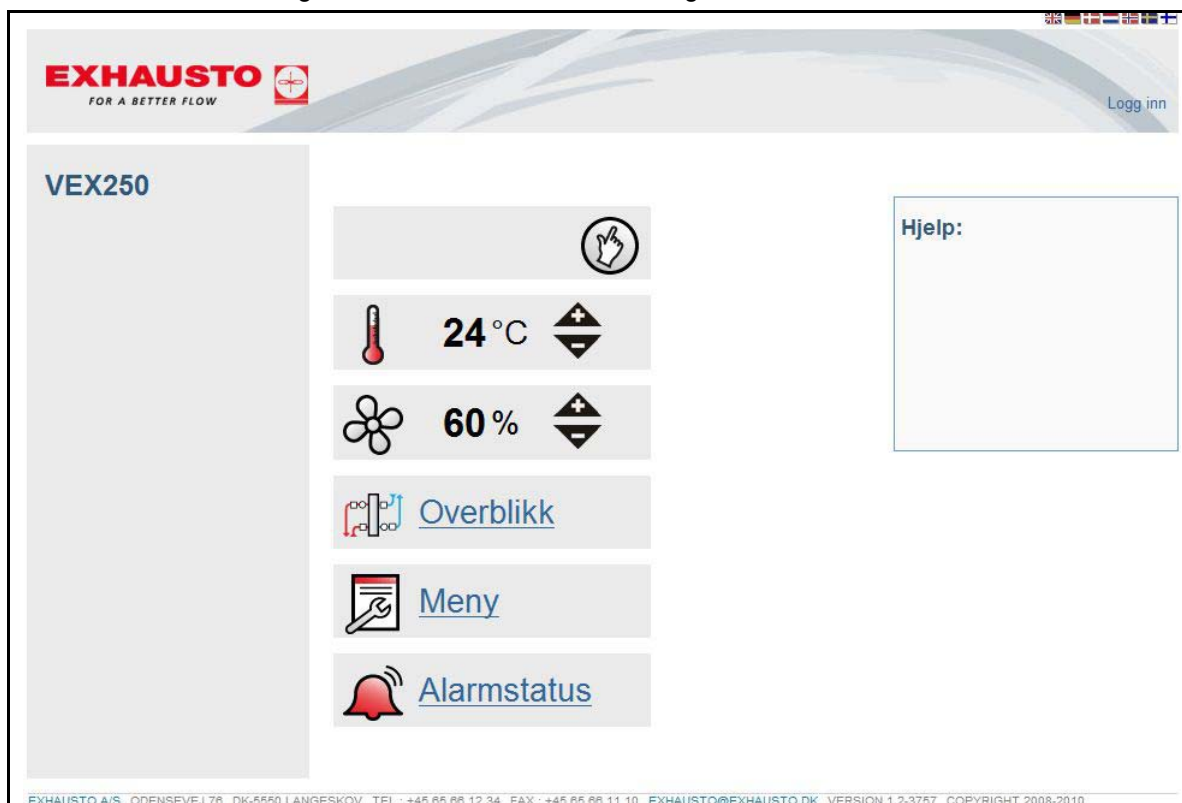 EXHAUSTO
FOR A BETTER FLOW
Logg inn
VEX250
Hjelp:
24 °C
60 %
Overblikk
Meny
Alarmstatus
EXHAUSTO A/S ODENSEVEJ 76 DK-5550 LANGESKOV TEL.: +45 65 66 12 34 FAX.: +45 65 66 11 10 EXHAUSTO@EXHAUSTO.DK VERSION 1.2-3757 COPYRIGHT 2008-2010